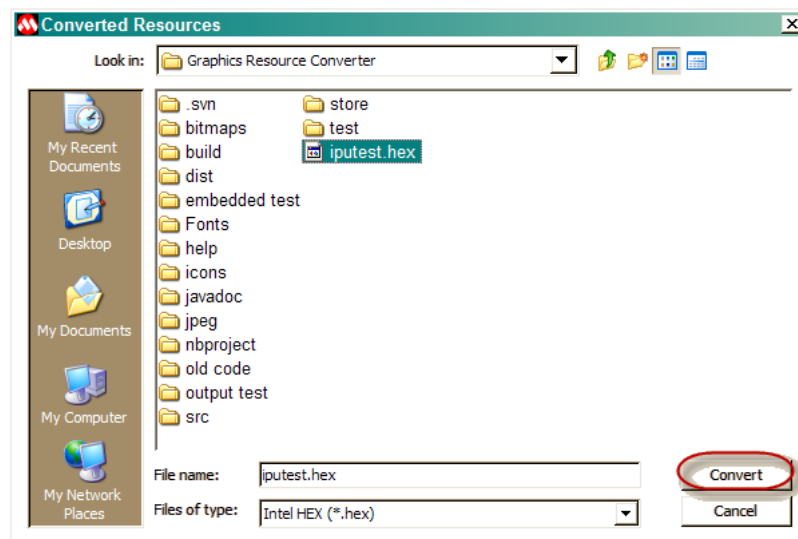 Converted Resources
Look in: Graphics Resource Converter
My Recent
Documents
Desktop
My Documents
My Computer
My Network
Places
.svn
bitmaps
build
dist
embedded test
Fonts
help
icons
javadoc
jpeg
nbproject
old code
output test
src
store
test
iputest.hex
File name: iputest.hex
Convert
Files of type: Intel HEX (*.hex)
Cancel